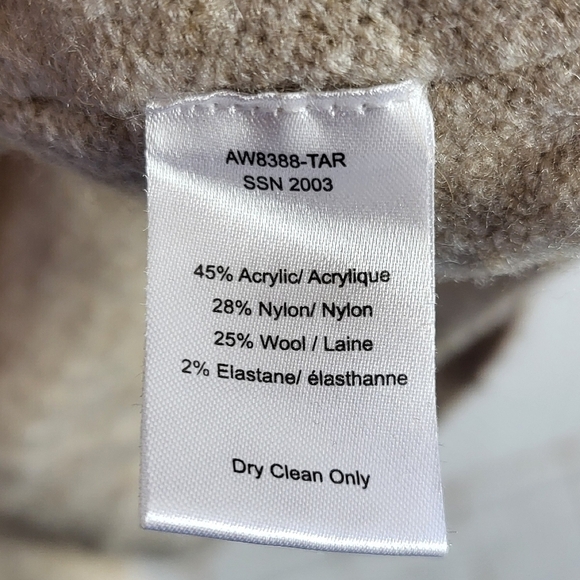 AW8388-TAR
SSN 2003
45% Acrylic/ Acrylique
28% Nylon/ Nylon
25% Wool / Laine
2% Elastane/ élasthanne
Dry Clean Only